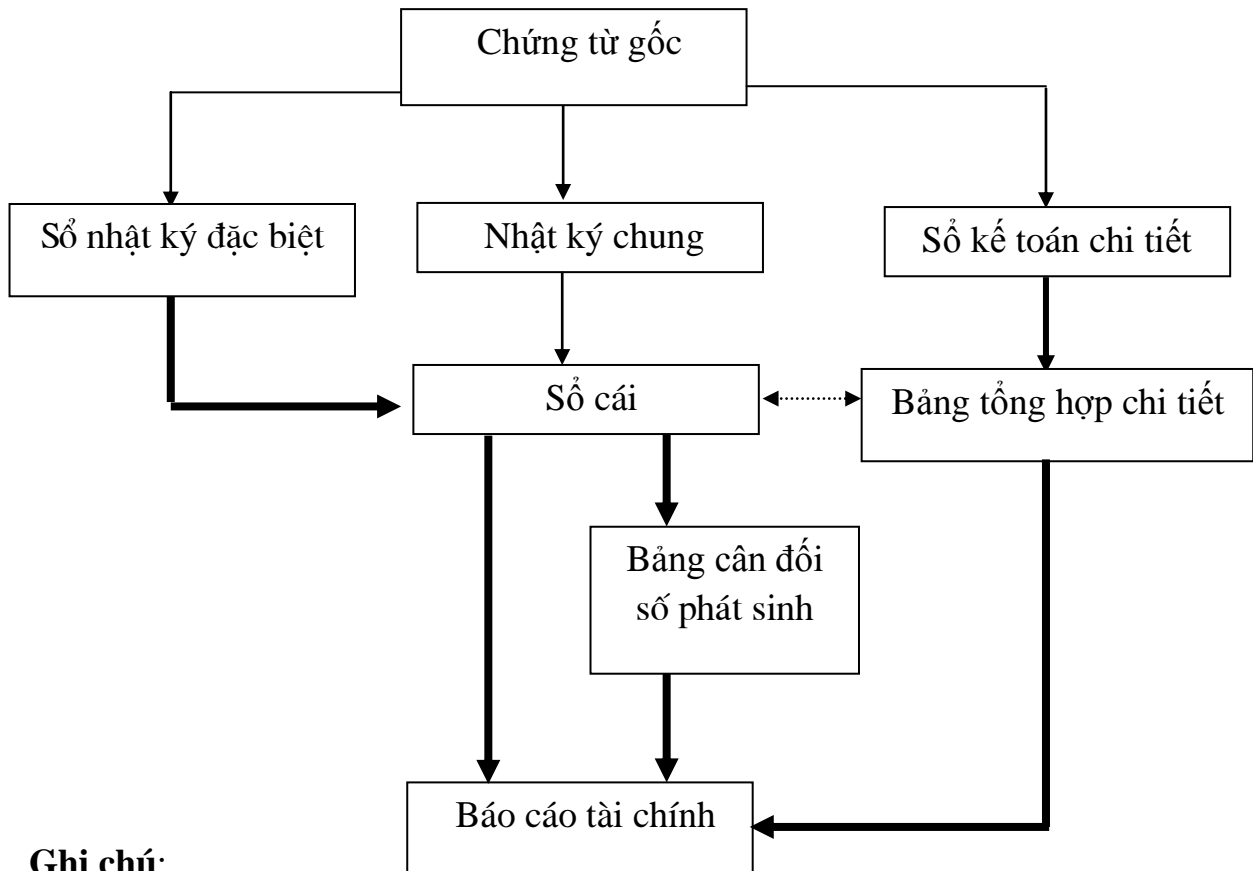 Chứng từ gốc
Sổ nhật ký đặc biệt
Nhật ký chung
Sổ kế toán chi tiết
Sổ cái
Bảng tổng hợp chi tiết
Bảng cân đối
số phát sinh
Báo cáo tài chính
Ghi chú: